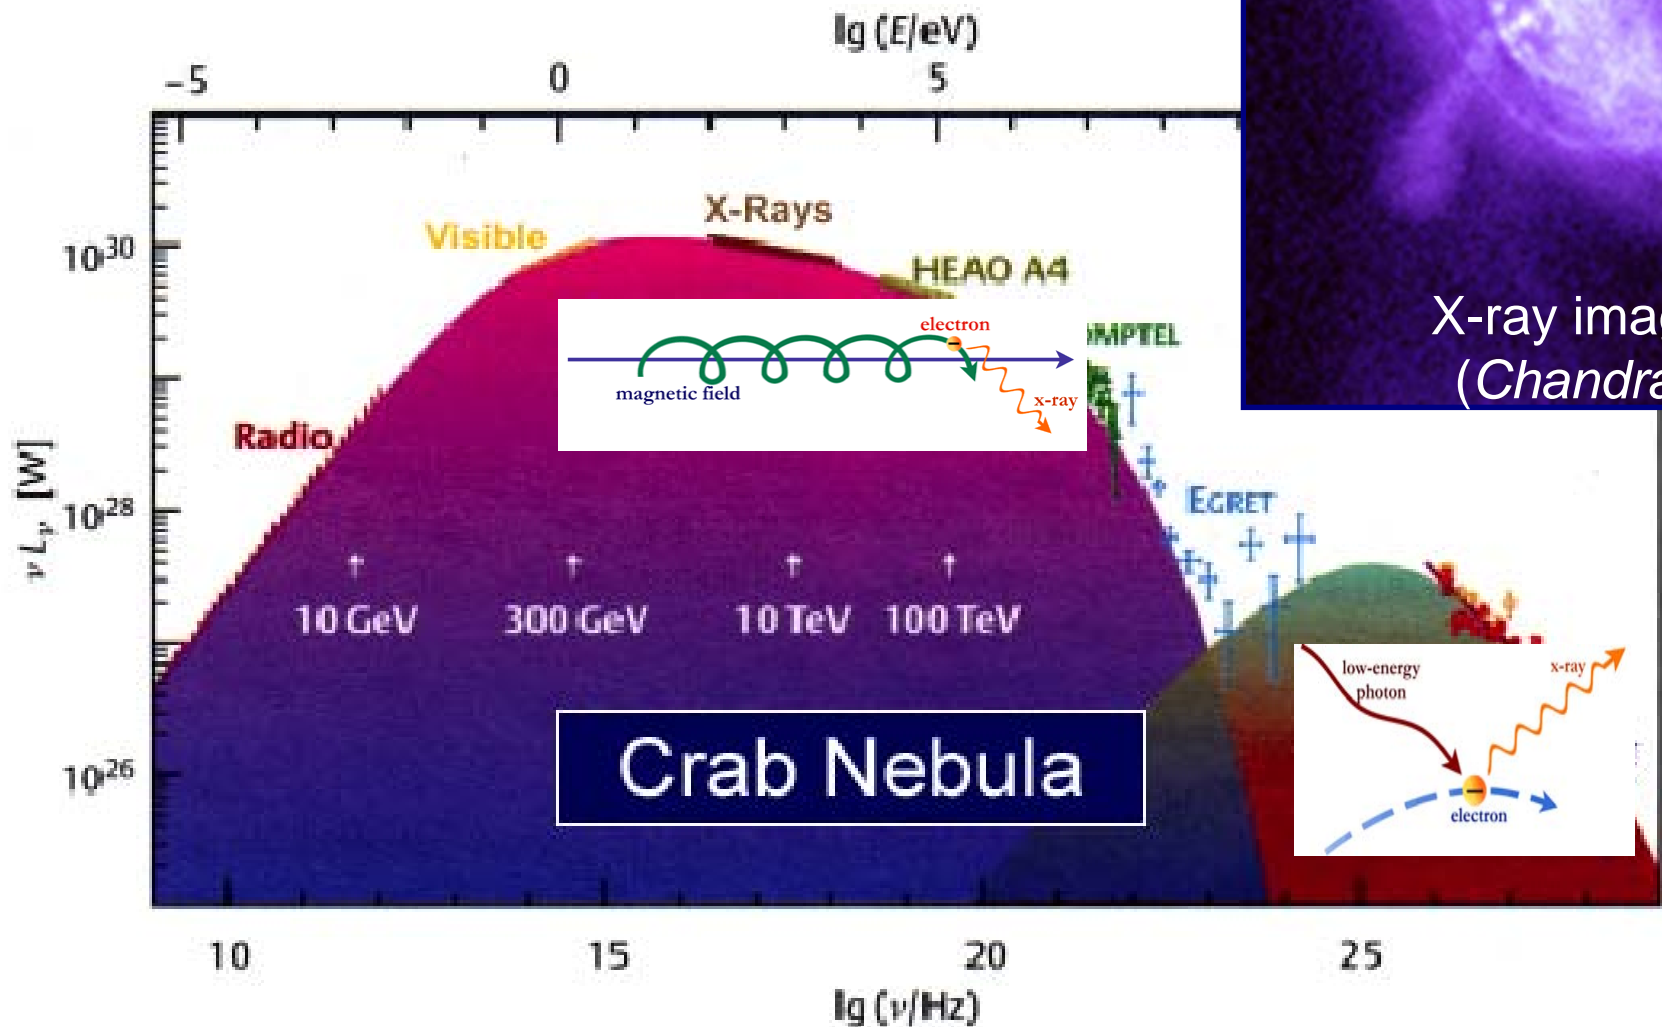 lg (E/eV)
-5 0 5
X-Rays
Visible
HEAO A4
10^30
electron
magnetic field
x-ray
OMPTEL
X-ray ima
(Chandra
Radio
ν L_ν [W]
10^28
EGRET
10 GeV 300 GeV 10 TeV 100 TeV
low-energy
photon
x-ray
electron
Crab Nebula
10^26
10 15 20 25
lg (ν/Hz)